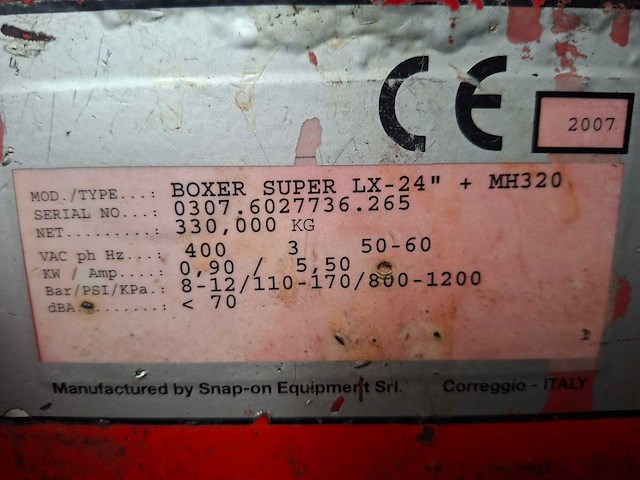 CE
2007
MOD./TYPE...: BOXER SUPER LX-24" + MH320
SERIAL NO...: 0307.6027736.265
NET.........: 330,000 KG
VAC ph Hz...: 400 3 50-60
KW / Amp....: 0,90 / 5,50
Bar/PSI/KPa.: 8-12/110-170/800-1200
dBA.........: < 70
Manufactured by Snap-on Equipment Srl. Correggio - ITALY